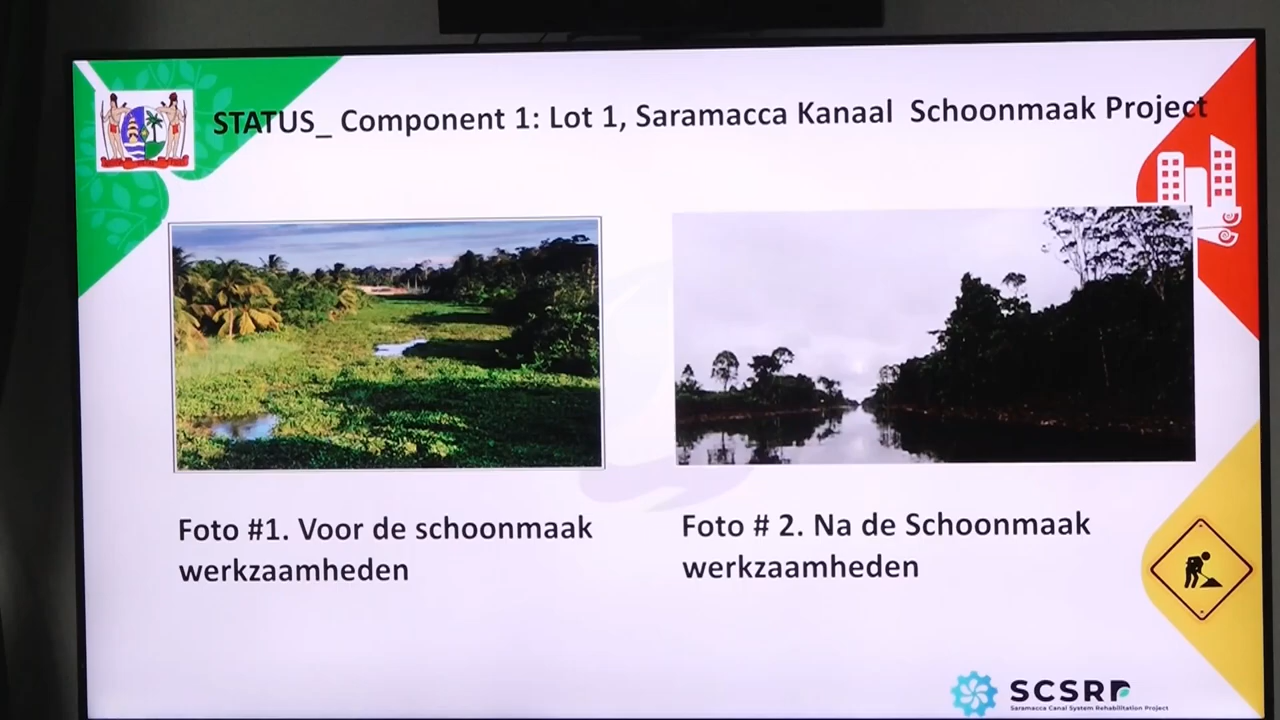 STATUS_ Component 1: Lot 1, Saramacca Kanaal Schoonmaak Project
Foto #1. Voor de schoonmaak
werkzaamheden
Foto # 2. Na de Schoonmaak
werkzaamheden
SCSRP
Saramacca Canal System Rehabilitation Project